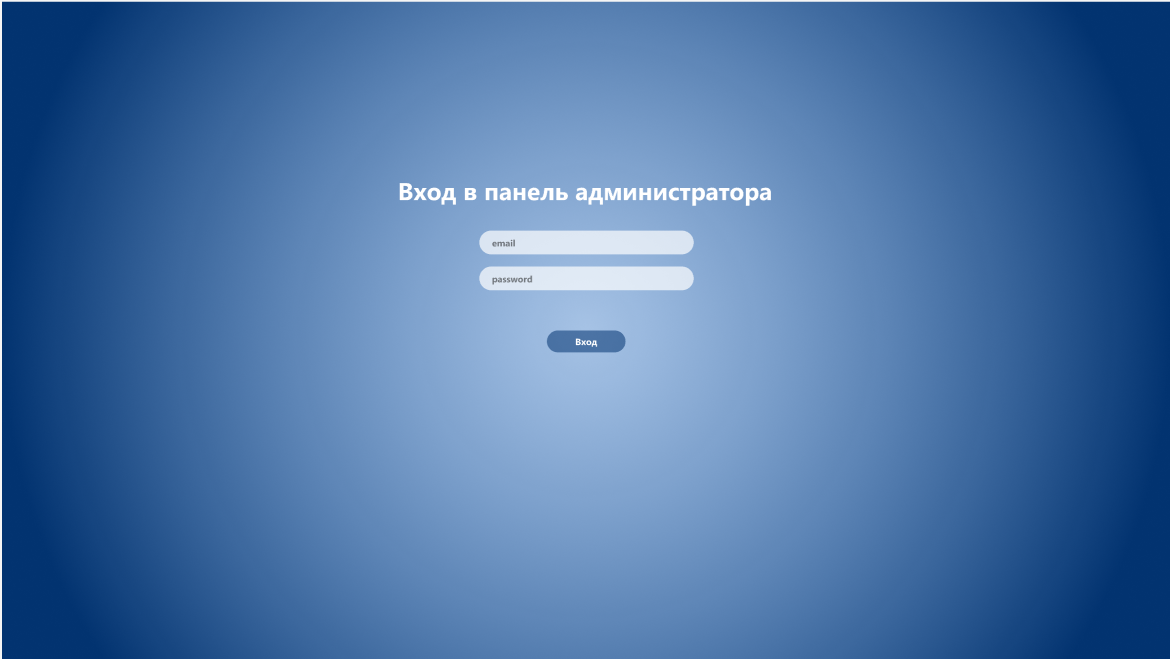 Вход в панель администратора
email
password
Вход